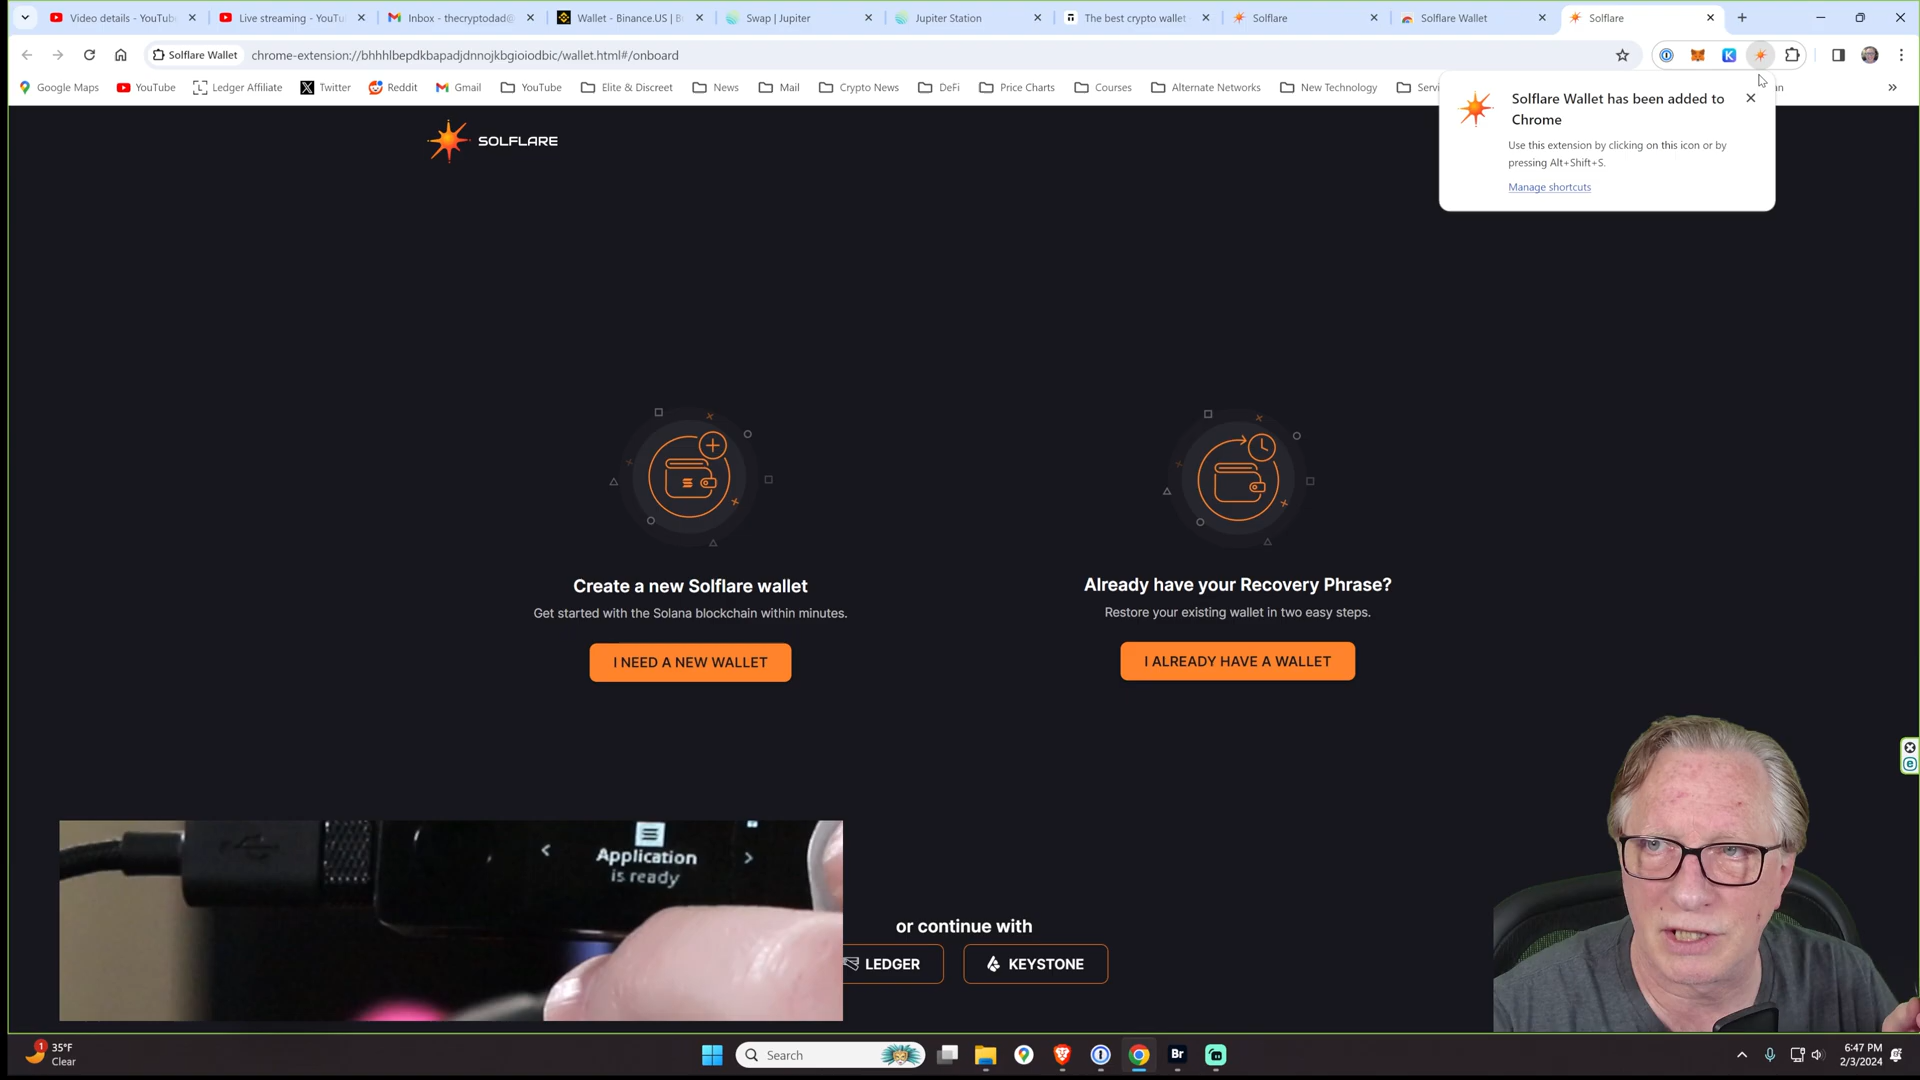 Video details - YouTube
Live streaming - YouTu
Inbox - thecryptodad@
Wallet - Binance.US | B
Swap | Jupiter
Jupiter Station
The best crypto wallet
Solflare
Solflare Wallet
Solflare
Solflare Wallet
chrome-extension://bhhhlbepdkbapadjdnnojkbgioiodbic/wallet.html#/onboard
Google Maps
YouTube
Ledger Affiliate
Twitter
Reddit
Gmail
YouTube
Elite & Discreet
News
Mail
Crypto News
DeFi
Price Charts
Courses
Alternate Networks
New Technology
Solflare Wallet has been added to
Chrome
Use this extension by clicking on this icon or by
pressing Alt+Shift+S.
Manage shortcuts
SOLFLARE
Create a new Solflare wallet
Get started with the Solana blockchain within minutes.
I NEED A NEW WALLET
Already have your Recovery Phrase?
Restore your existing wallet in two easy steps.
I ALREADY HAVE A WALLET
Application
is ready
or continue with
LEDGER
KEYSTONE
1
35°F
Clear
Search
Br
6:47 PM
2/3/2024